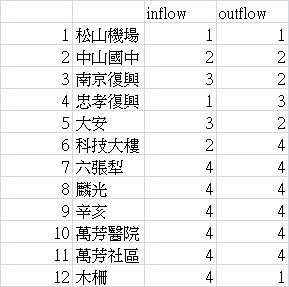 inflow outflow
1 松山機場 1 1
2 中山國中 2 2
3 南京復興 3 2
4 忠孝復興 1 3
5 大安 3 2
6 科技大樓 2 4
7 六張犁 4 4
8 麟光 4 4
9 辛亥 4 4
10 萬芳醫院 4 4
11 萬芳社區 4 4
12 木柵 4 1